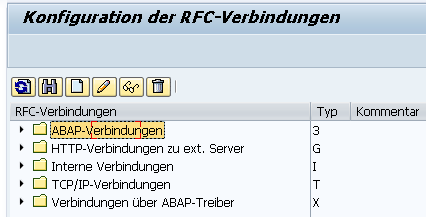 Konfiguration der RFC-Verbindungen
RFC-Verbindungen Typ Kommentar
ABAP-Verbindungen 3
HTTP-Verbindungen zu ext. Server G
Interne Verbindungen I
TCP/IP-Verbindungen T
Verbindungen über ABAP-Treiber X